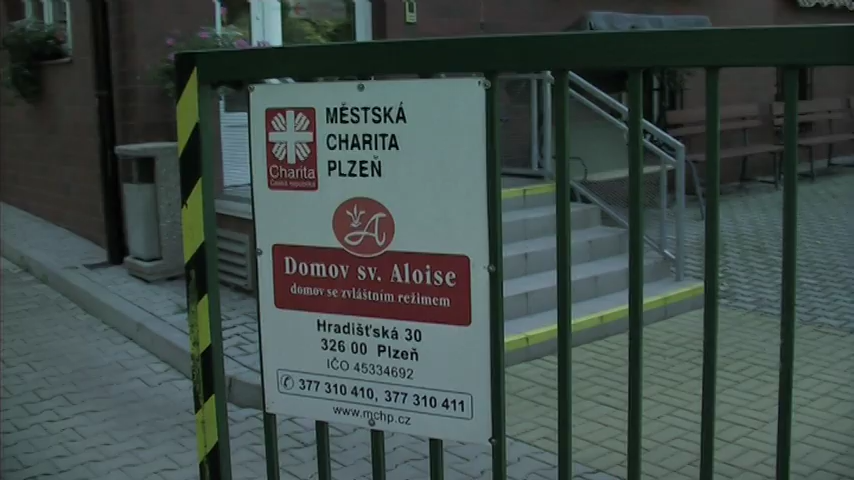 MĚSTSKÁ
CHARITA
PLZEŇ
Charita
Česká republika
A
Domov sv. Aloise
domov se zvláštním režimem
Hradišťská 30
326 00 Plzeň
IČO 45334692
✆ 377 310 410, 377 310 411
www.mchp.cz